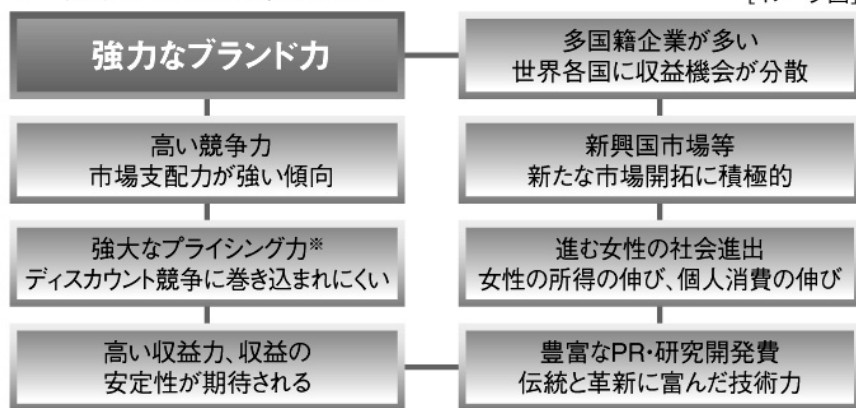 強力なブランド力
多国籍企業が多い
世界各国に収益機会が分散
高い競争力
市場支配力が強い傾向
新興国市場等
新たな市場開拓に積極的
強大なプライシング力※
ディスカウント競争に巻き込まれにくい
進む女性の社会進出
女性の所得の伸び、個人消費の伸び
高い収益力、収益の
安定性が期待される
豊富なPR・研究開発費
伝統と革新に富んだ技術力